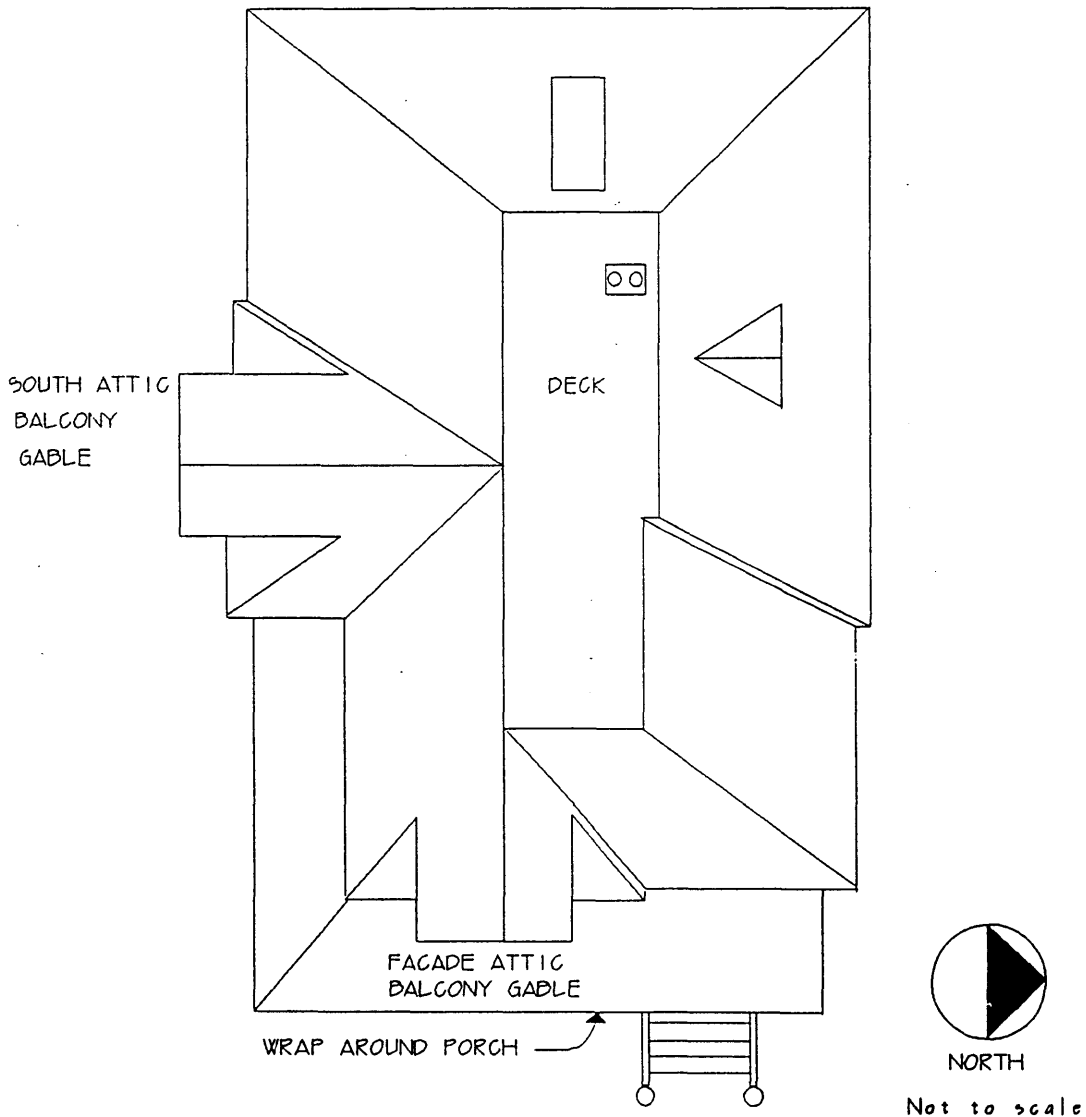 SOUTH ATTIC
BALCONY
GABLE
DECK
FACADE ATTIC
BALCONY GABLE
WRAP AROUND PORCH
NORTH
Not to scale